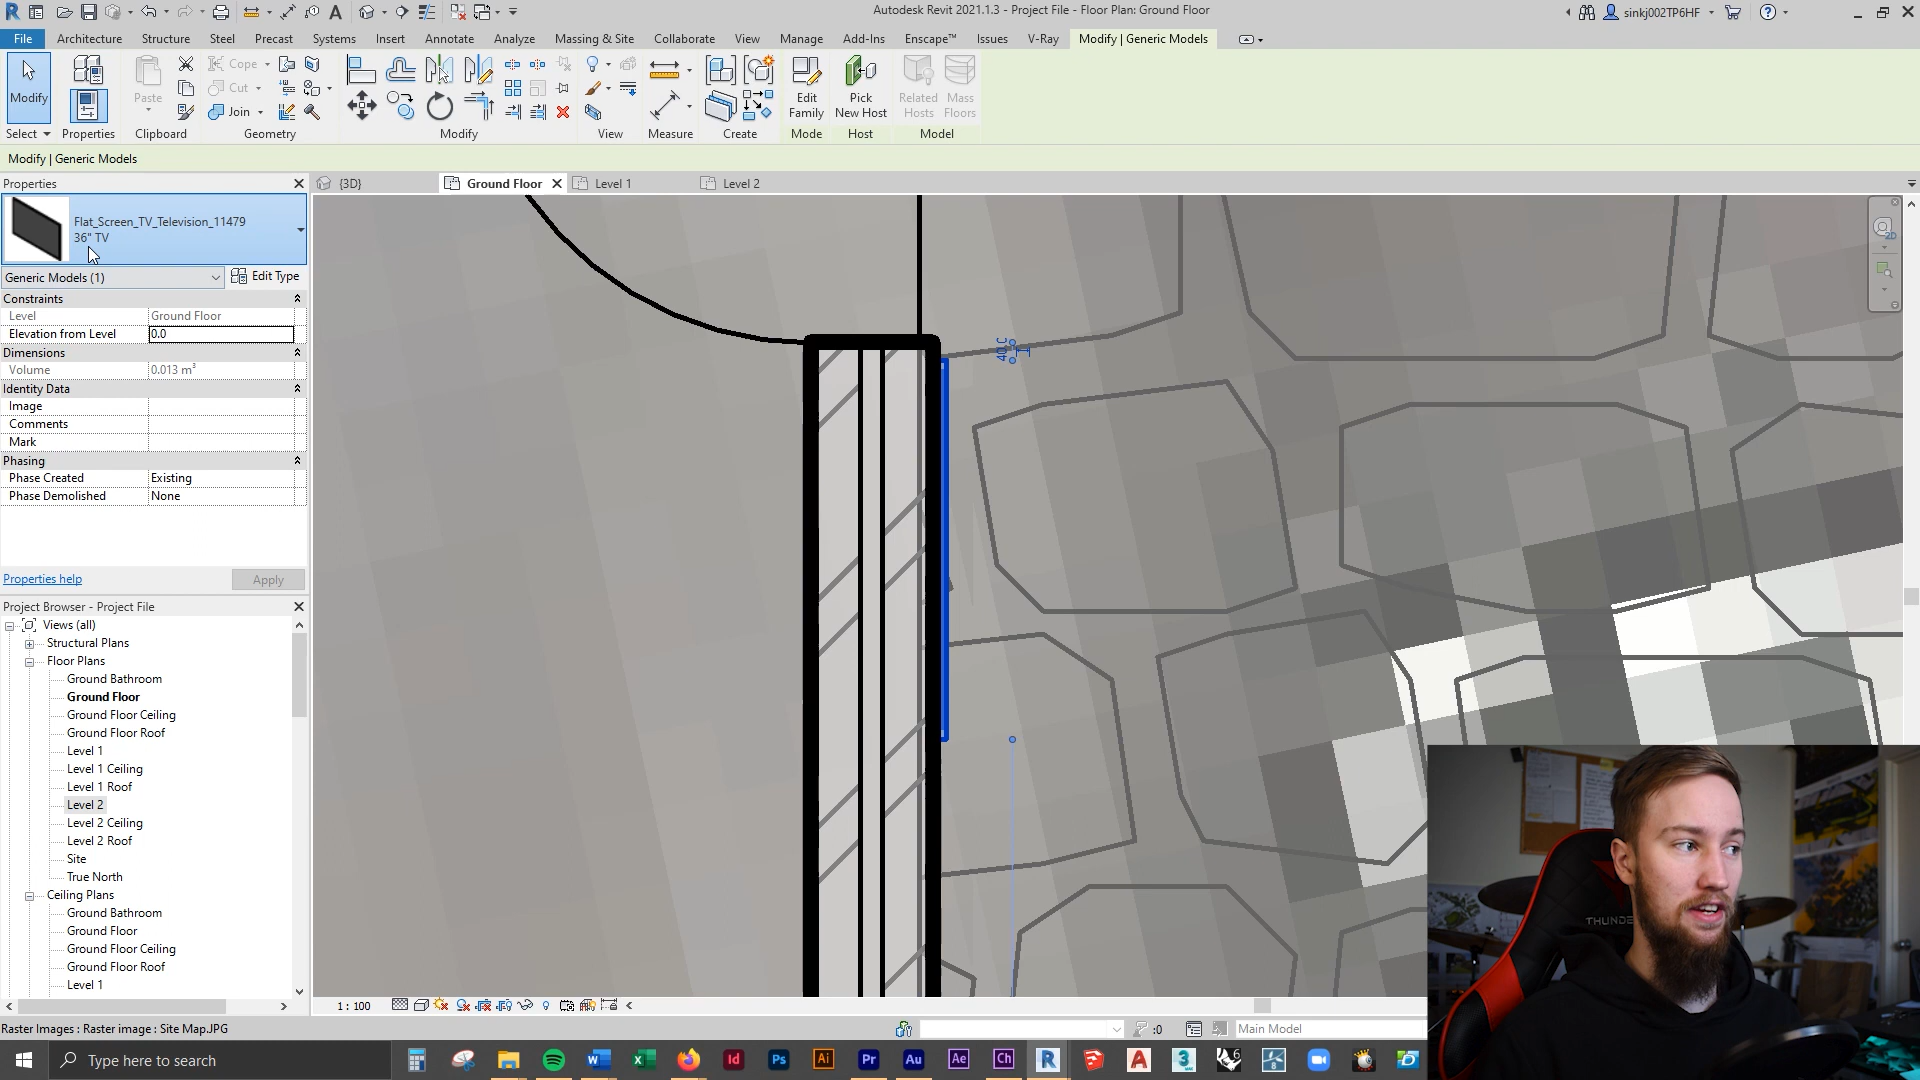 Autodesk Revit 2021.1.3 - Project File - Floor Plan: Ground Floor
sinkj002TP6HF
File
Architecture
Structure
Steel
Precast
Systems
Insert
Annotate
Analyze
Massing & Site
Collaborate
View
Manage
Add-Ins
Enscape™
Issues
V-Ray
Modify | Generic Models
Modify
Paste
Cope
Cut
Join
Edit
Family
Pick
New Host
Related
Hosts
Mass
Floors
Select
Properties
Clipboard
Geometry
Modify
View
Measure
Create
Mode
Host
Model
Modify | Generic Models
Properties
{3D}
Ground Floor
Level 1
Level 2
Flat_Screen_TV_Television_11479
36" TV
Generic Models (1)
Edit Type
Constraints
Level Ground Floor
Elevation from Level 0.0
Dimensions
Volume 0.013 m³
Identity Data
Image
Comments
Mark
Phasing
Phase Created Existing
Phase Demolished None
Properties help
Apply
Project Browser - Project File
Views (all)
Structural Plans
Floor Plans
Ground Bathroom
Ground Floor
Ground Floor Ceiling
Ground Floor Roof
Level 1
Level 1 Ceiling
Level 1 Roof
Level 2
Level 2 Ceiling
Level 2 Roof
Site
True North
Ceiling Plans
Ground Bathroom
Ground Floor
Ground Floor Ceiling
Ground Floor Roof
Level 1
1 : 100
Raster Images : Raster image : Site Map.JPG
:0
Main Model
Type here to search